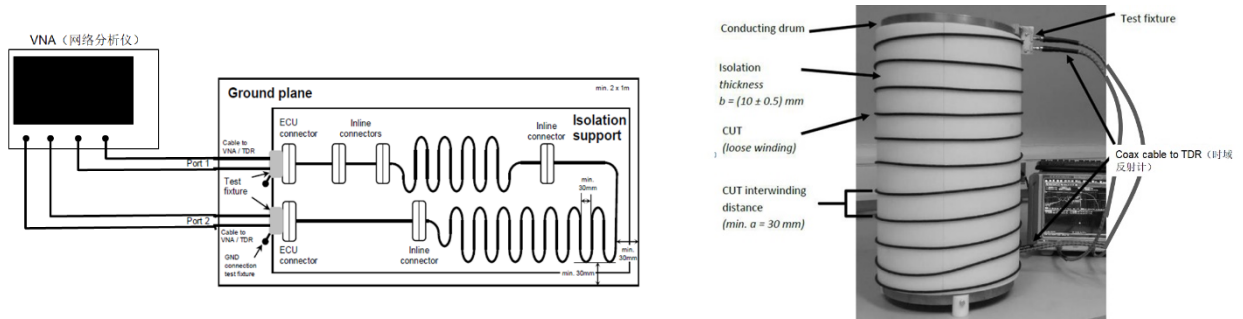 VNA（网络分析仪）
Ground plane
min. 2 x 1m
ECU
connector
Inline
connectors
Inline
connector
Isolation
support
Cable to
VNA / TDR
Port 1
Test
fixture
min.
30mm
Port 2
Cable to
VNA / TDR
GND
connection
test fixture
ECU
connector
Inline
connector
min. 30mm
min.
30mm
Conducting drum
Test fixture
Isolation
thickness
b = (10 ± 0.5) mm
CUT
(loose winding)
Coax cable to TDR（时域
反射计）
CUT interwinding
distance
(min. a = 30 mm)